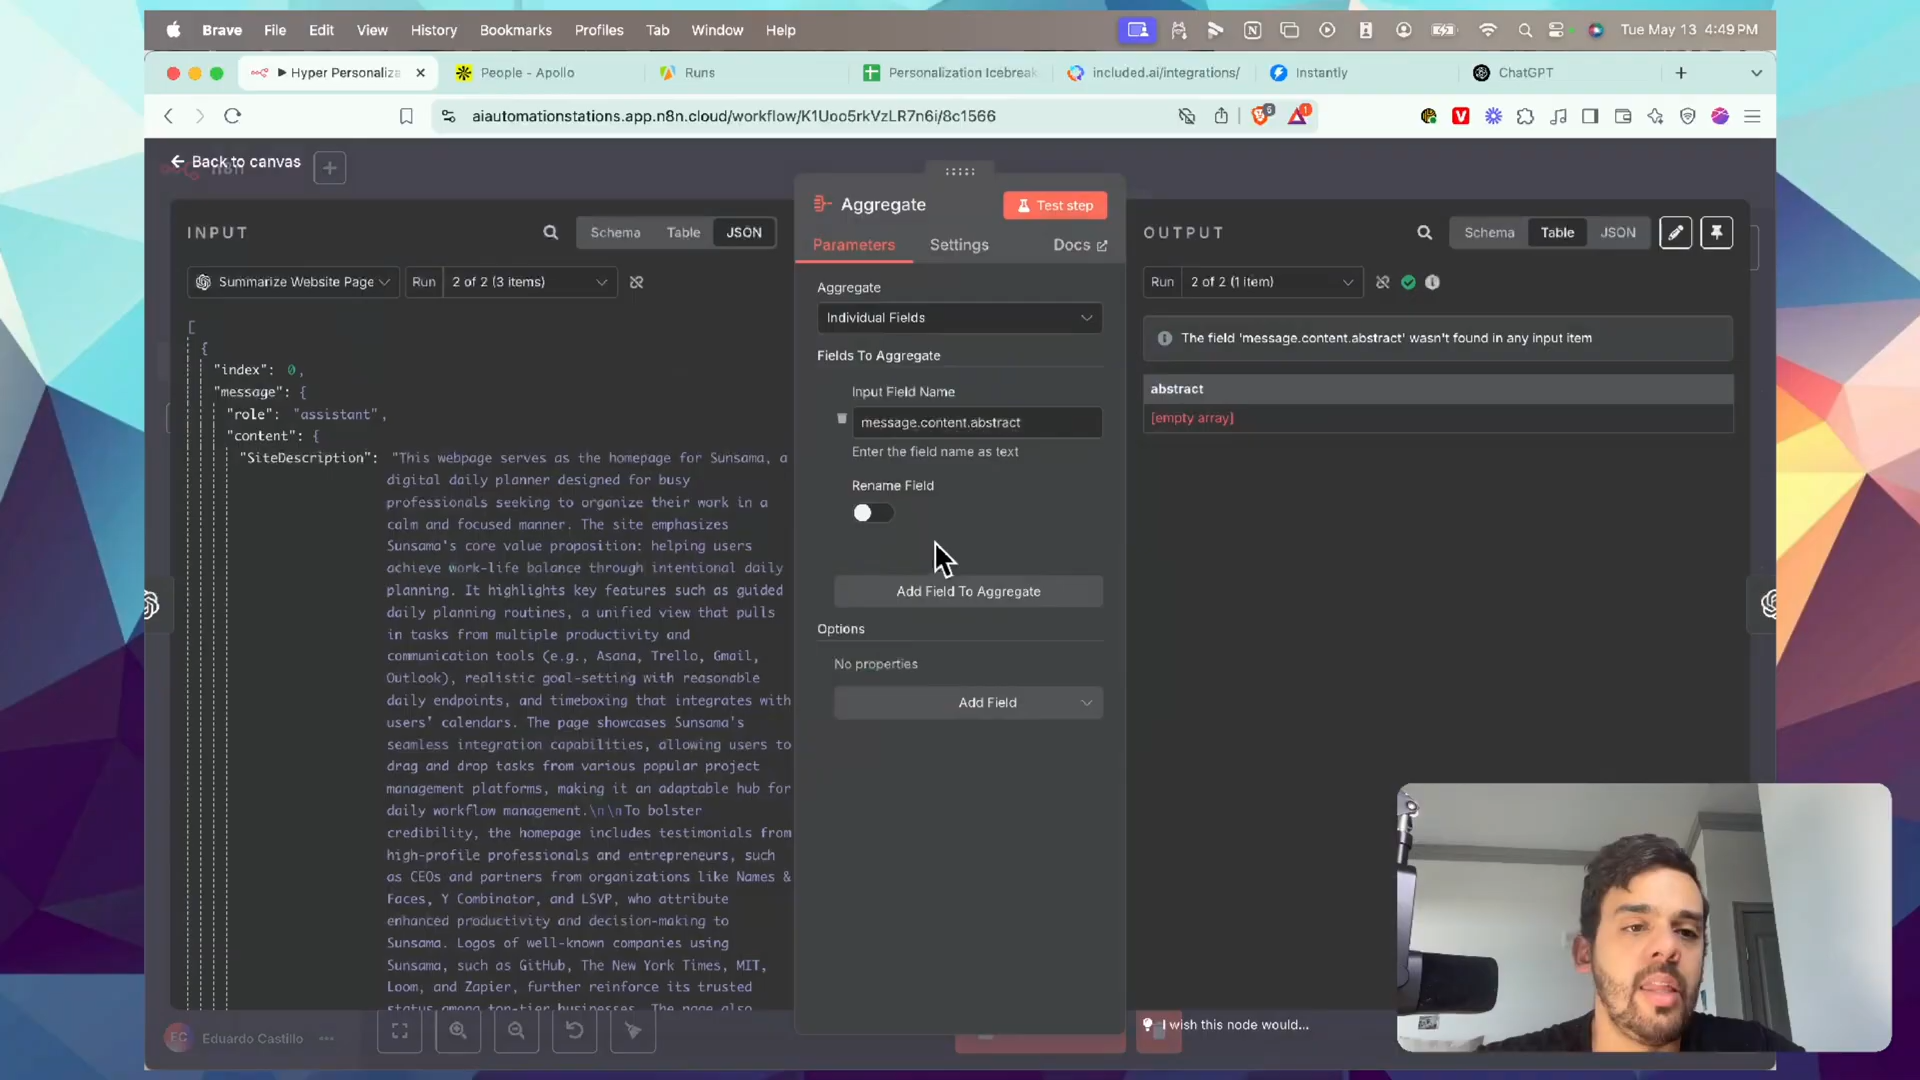 Brave File Edit View History Bookmarks Profiles Tab Window Help Tue May 13 4:49 PM
Hyper Personaliza People - Apollo Runs Personalization Icebreak included.ai/integrations/ Instantly ChatGPT
aiautomationstations.app.n8n.cloud/workflow/K1Uoo5rkVzLR7n6i/8c1566
Back to canvas
INPUT
Schema Table JSON
Summarize Website Page
Run 2 of 2 (3 items)
[
{
"index": 0,
"message": {
"role": "assistant",
"content": {
"SiteDescription": "This webpage serves as the homepage for Sunsama, a
digital daily planner designed for busy
professionals seeking to organize their work in a
calm and focused manner. The site emphasizes
Sunsama's core value proposition: helping users
achieve work-life balance through intentional daily
planning. It highlights key features such as guided
daily planning routines, a unified view that pulls
in tasks from multiple productivity and
communication tools (e.g., Asana, Trello, Gmail,
Outlook), realistic goal-setting with reasonable
daily endpoints, and timeboxing that integrates with
users' calendars. The page showcases Sunsama's
seamless integration capabilities, allowing users to
drag and drop tasks from various popular project
management platforms, making it an adaptable hub for
daily workflow management.\n\nTo bolster
credibility, the homepage includes testimonials from
high-profile professionals and entrepreneurs, such
as CEOs and partners from organizations like Names &
Faces, Y Combinator, and LSVP, who attribute
enhanced productivity and decision-making to
Sunsama. Logos of well-known companies using
Sunsama, such as GitHub, The New York Times, MIT,
Loom, and Zapier, further reinforce its trusted
status among top-tier businesses. The page also
Aggregate
Test step
Parameters Settings Docs
Aggregate
Individual Fields
Fields To Aggregate
Input Field Name
message.content.abstract
Enter the field name as text
Rename Field
Add Field To Aggregate
Options
No properties
Add Field
OUTPUT
Schema Table JSON
Run 2 of 2 (1 item)
The field 'message.content.abstract' wasn't found in any input item
abstract
[empty array]
EC Eduardo Castillo
I wish this node would...